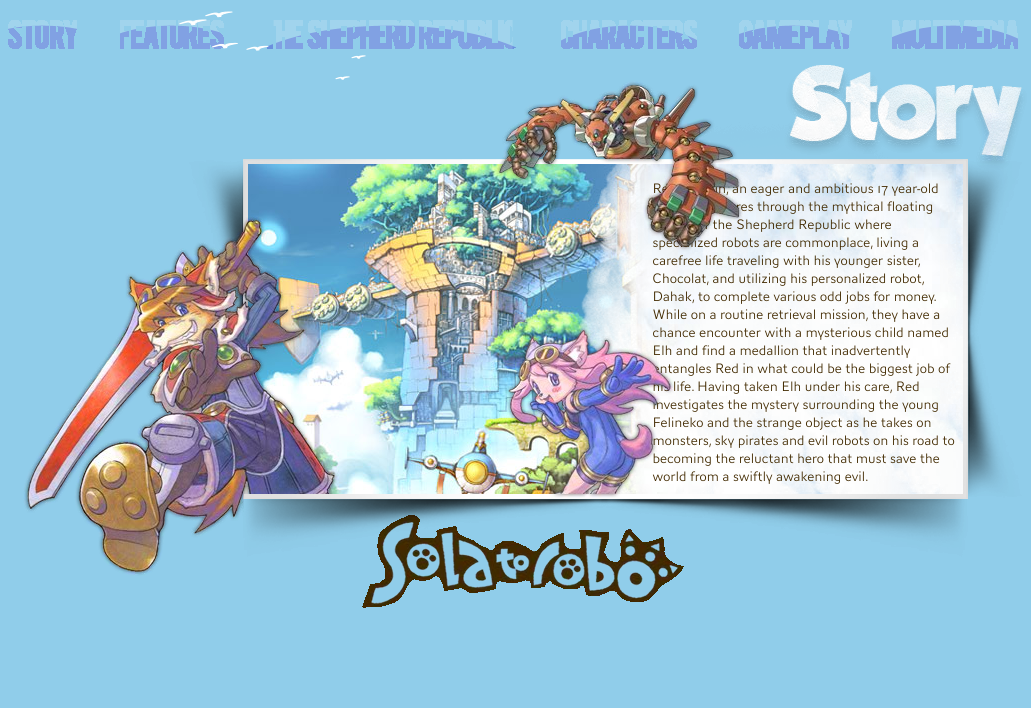 STORY FEATURES THE SHEPHERD REPUBLIC CHARACTERS GAMEPLAY MULTIMEDIA
Story
an eager and ambitious 17 year-old
through the mythical floating
the Shepherd Republic where
specialized robots are commonplace, living a
carefree life traveling with his younger sister,
Chocolat, and utilizing his personalized robot,
Dahak, to complete various odd jobs for money.
While on a routine retrieval mission, they have a
chance encounter with a mysterious child named
Elh and find a medallion that inadvertently
entangles Red in what could be the biggest job of
his life. Having taken Elh under his care, Red
investigates the mystery surrounding the young
Felineko and the strange object as he takes on
monsters, sky pirates and evil robots on his road to
becoming the reluctant hero that must save the
world from a swiftly awakening evil.
Solatorobo